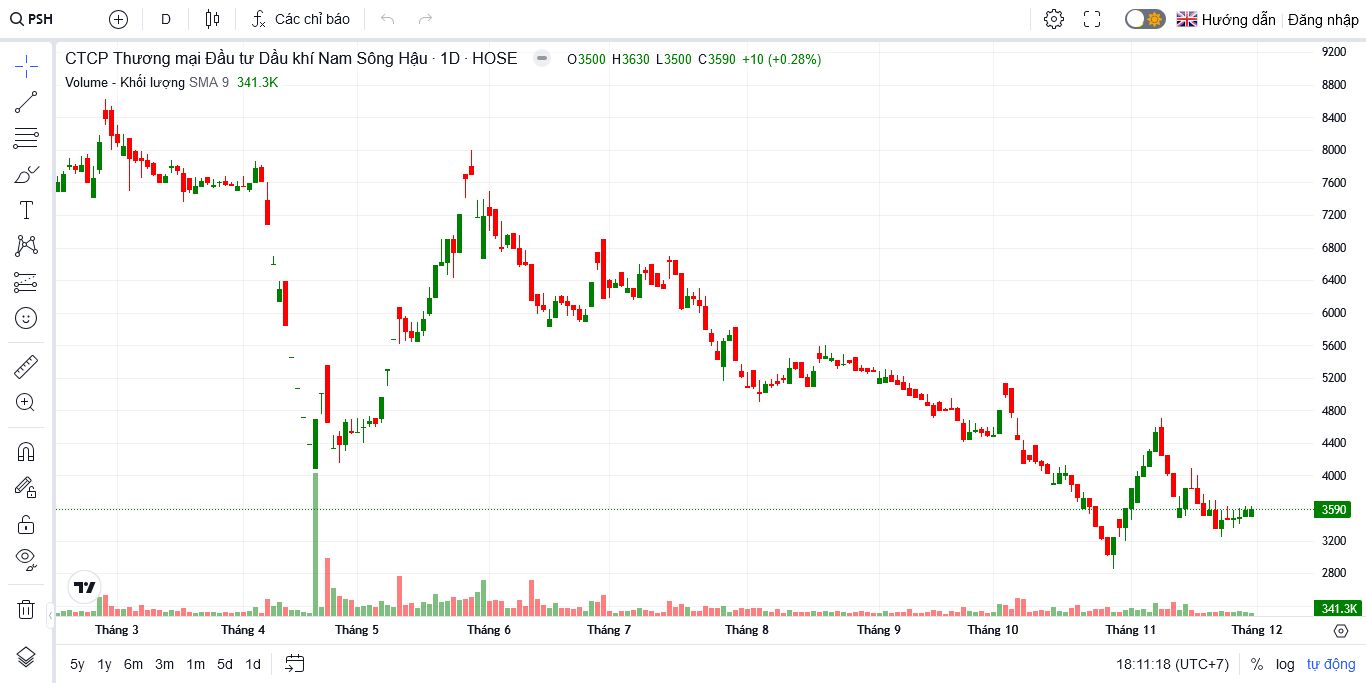 PSH D Các chỉ báo Hướng dẫn Đăng nhập
CTCP Thương mại Đầu tư Dầu khí Nam Sông Hậu · 1D · HOSE O3500 H3630 L3500 C3590 +10 (+0.28%)
Volume - Khối lượng SMA 9 341.3K
9200
8800
8400
8000
7600
7200
6800
6400
6000
5600
5200
4800
4400
4000
3590
3200
2800
341.3K
Tháng 3 Tháng 4 Tháng 5 Tháng 6 Tháng 7 Tháng 8 Tháng 9 Tháng 10 Tháng 11 Tháng 12
5y 1y 6m 3m 1m 5d 1d 18:11:18 (UTC+7) % log tự động